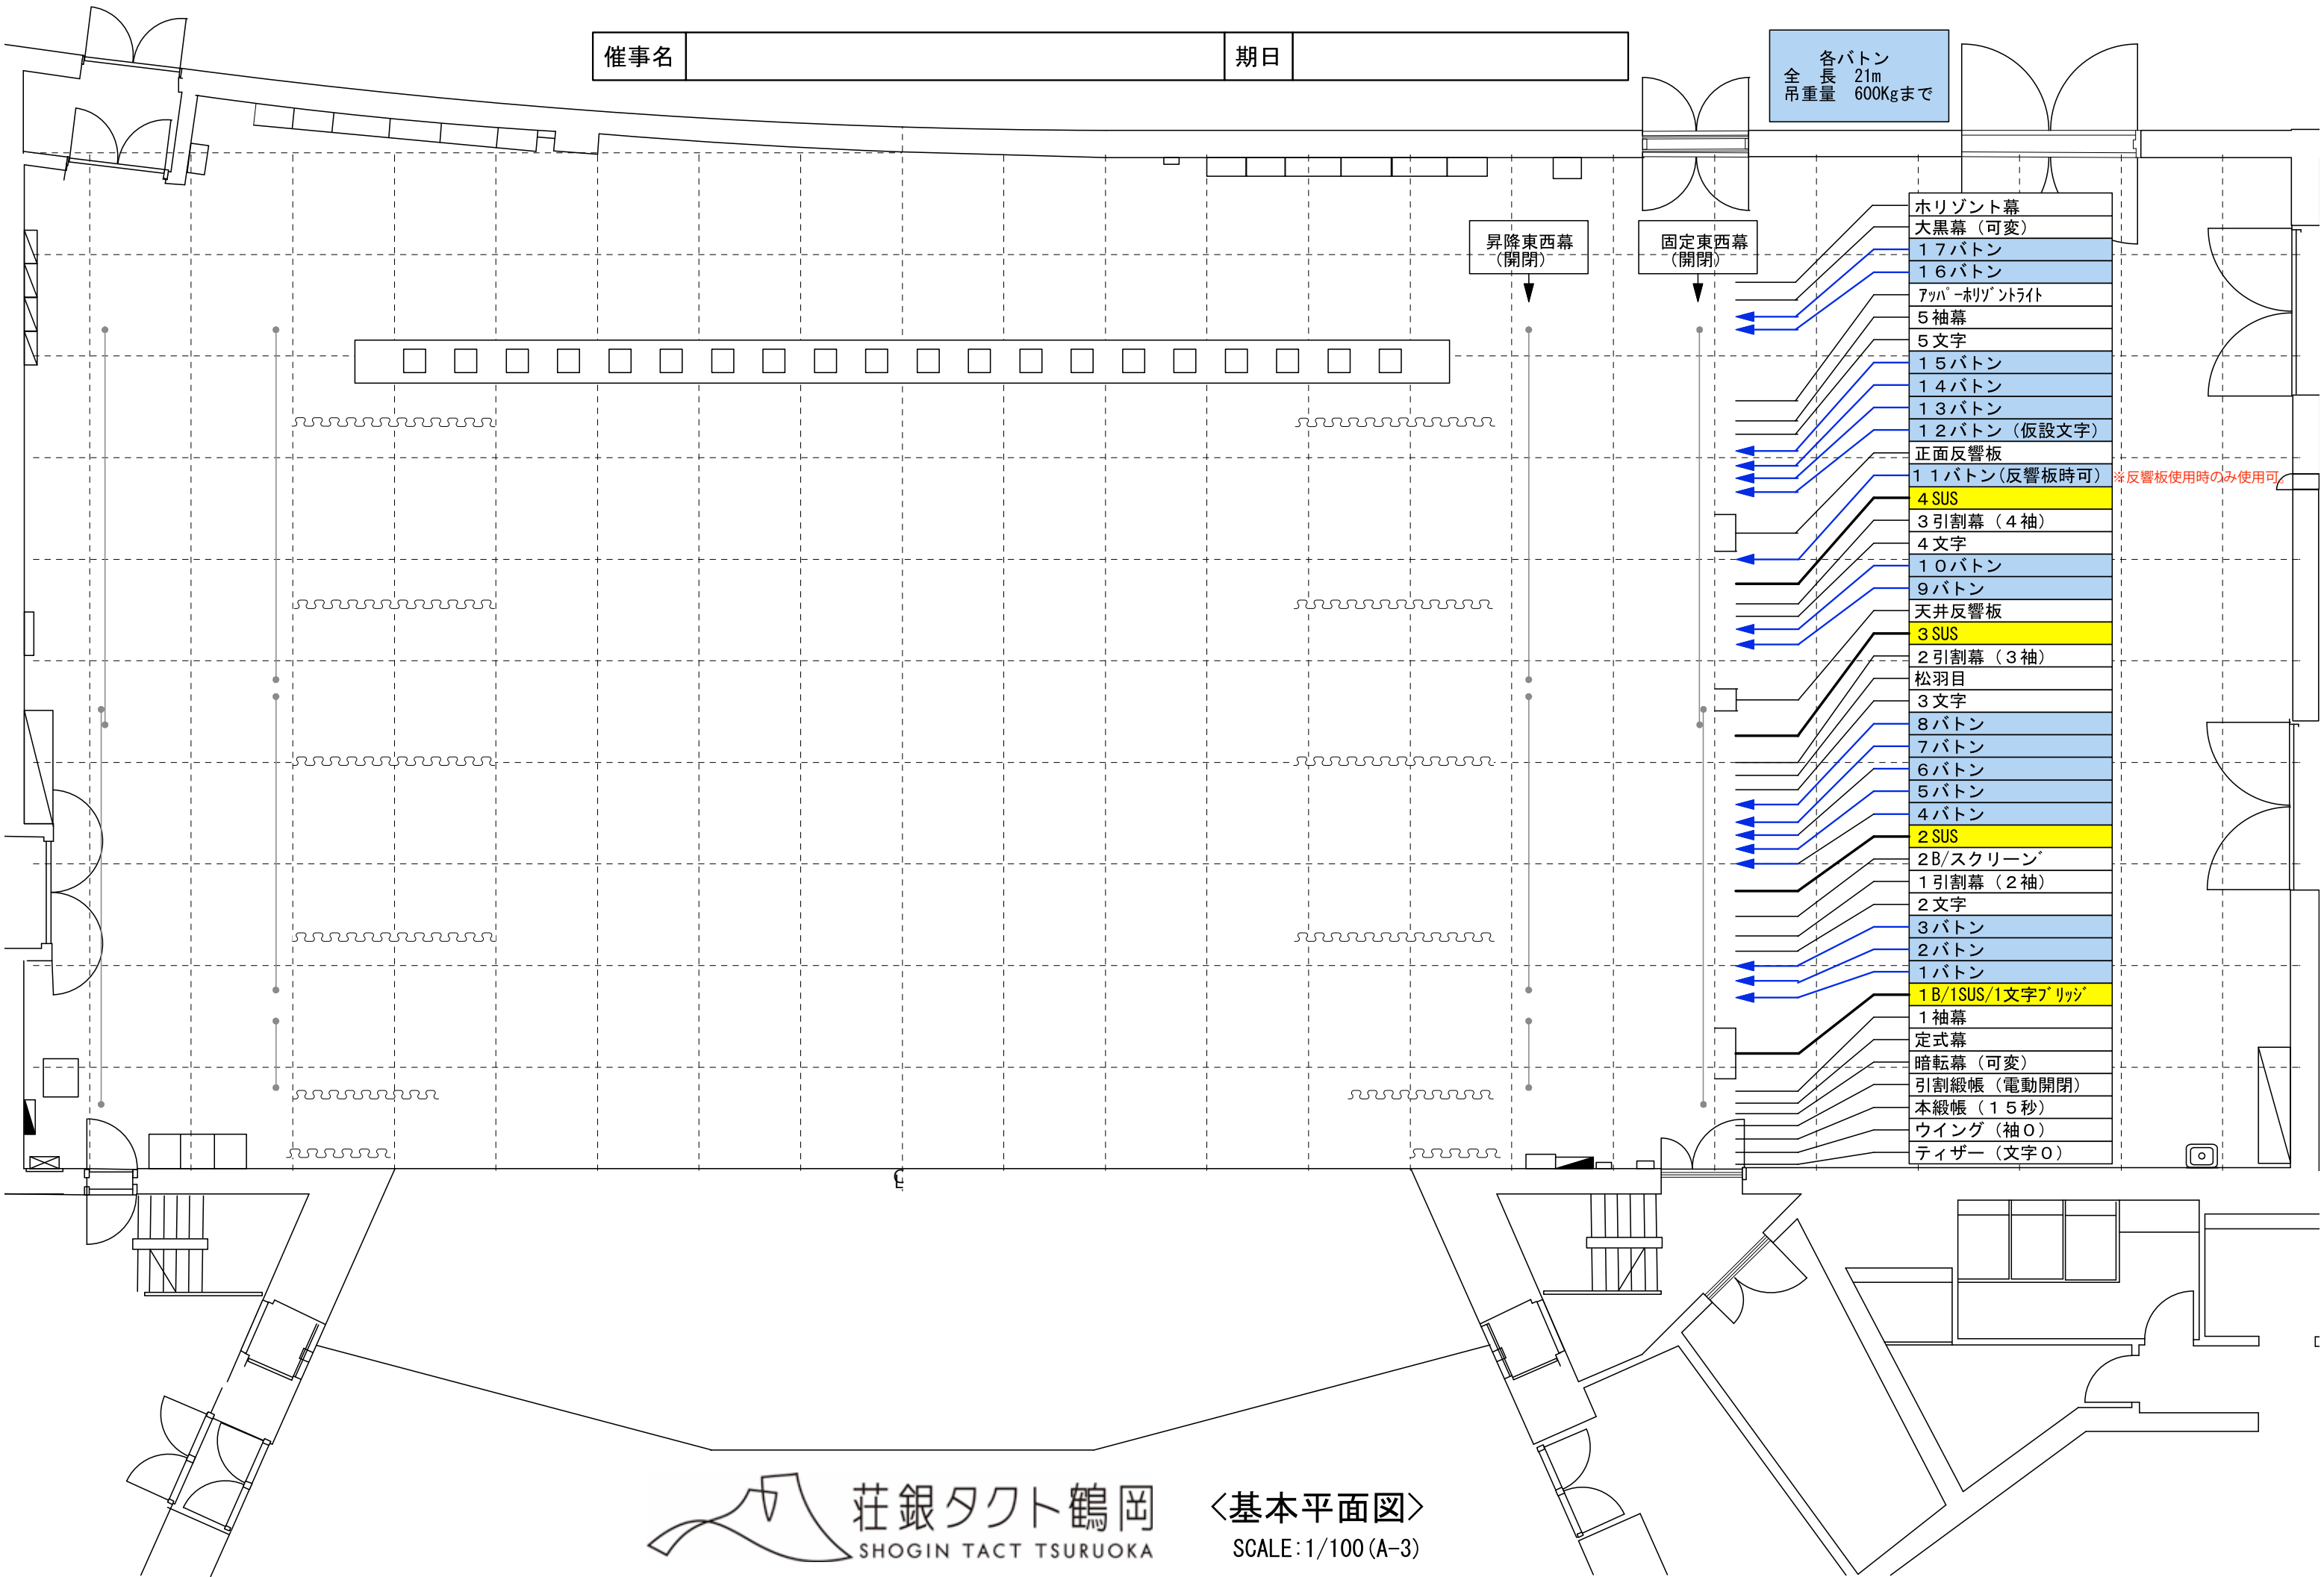 催事名
期日
各バトン
全　長　21m
吊重量　600Kgまで
昇降東西幕
（開閉）
固定東西幕
（開閉）
ホリゾント幕
大黒幕（可変）
１７バトン
１６バトン
ｱｯﾊﾟｰﾎﾘｿﾞﾝﾄﾗｲﾄ
５袖幕
５文字
１５バトン
１４バトン
１３バトン
１２バトン（仮設文字）
正面反響板
１１バトン(反響板時可)
※反響板使用時のみ使用可。
４SUS
３引割幕（４袖）
４文字
１０バトン
９バトン
天井反響板
３SUS
２引割幕（３袖）
松羽目
３文字
８バトン
７バトン
６バトン
５バトン
４バトン
２SUS
２B/スクリーンﾞ
１引割幕（２袖）
２文字
３バトン
２バトン
１バトン
１B/1SUS/1文字ﾌﾞﾘｯｼﾞ
１袖幕
定式幕
暗転幕（可変）
引割緞帳（電動開閉）
本緞帳（１５秒）
ウイング（袖０）
ティザー（文字０）
℄
荘銀タクト鶴岡
SHOGIN TACT TSURUOKA
〈基本平面図〉
SCALE:1/100(A-3)